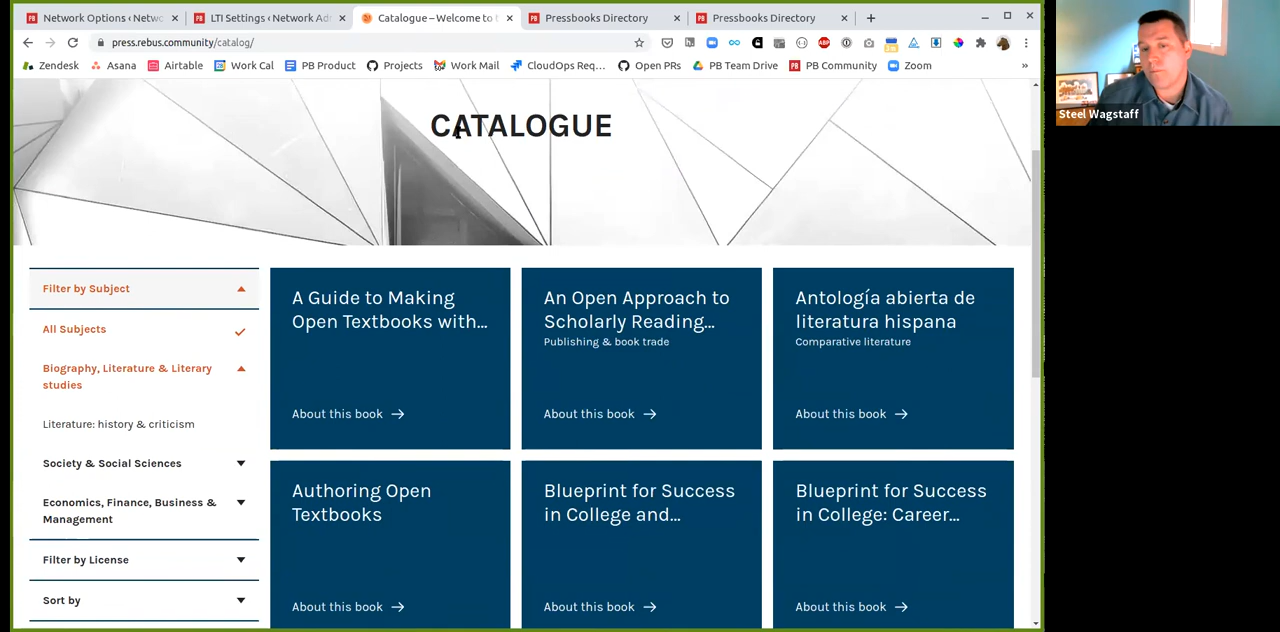 Network Options ‹ Netwo
LTI Settings ‹ Network Ad
Catalogue – Welcome to t
Pressbooks Directory
Pressbooks Directory
press.rebus.community/catalog/
Zendesk
Asana
Airtable
Work Cal
PB Product
Projects
Work Mail
CloudOps Req...
Open PRs
PB Team Drive
PB Community
Zoom
»
Steel Wagstaff
CATALOGUE
Filter by Subject
All Subjects
Biography, Literature & Literary
studies
Literature: history & criticism
Society & Social Sciences
Economics, Finance, Business &
Management
Filter by License
Sort by
A Guide to Making
Open Textbooks with...
About this book →
An Open Approach to
Scholarly Reading...
Publishing & book trade
About this book →
Antología abierta de
literatura hispana
Comparative literature
About this book →
Authoring Open
Textbooks
About this book →
Blueprint for Success
in College and...
About this book →
Blueprint for Success
in College: Career...
About this book →